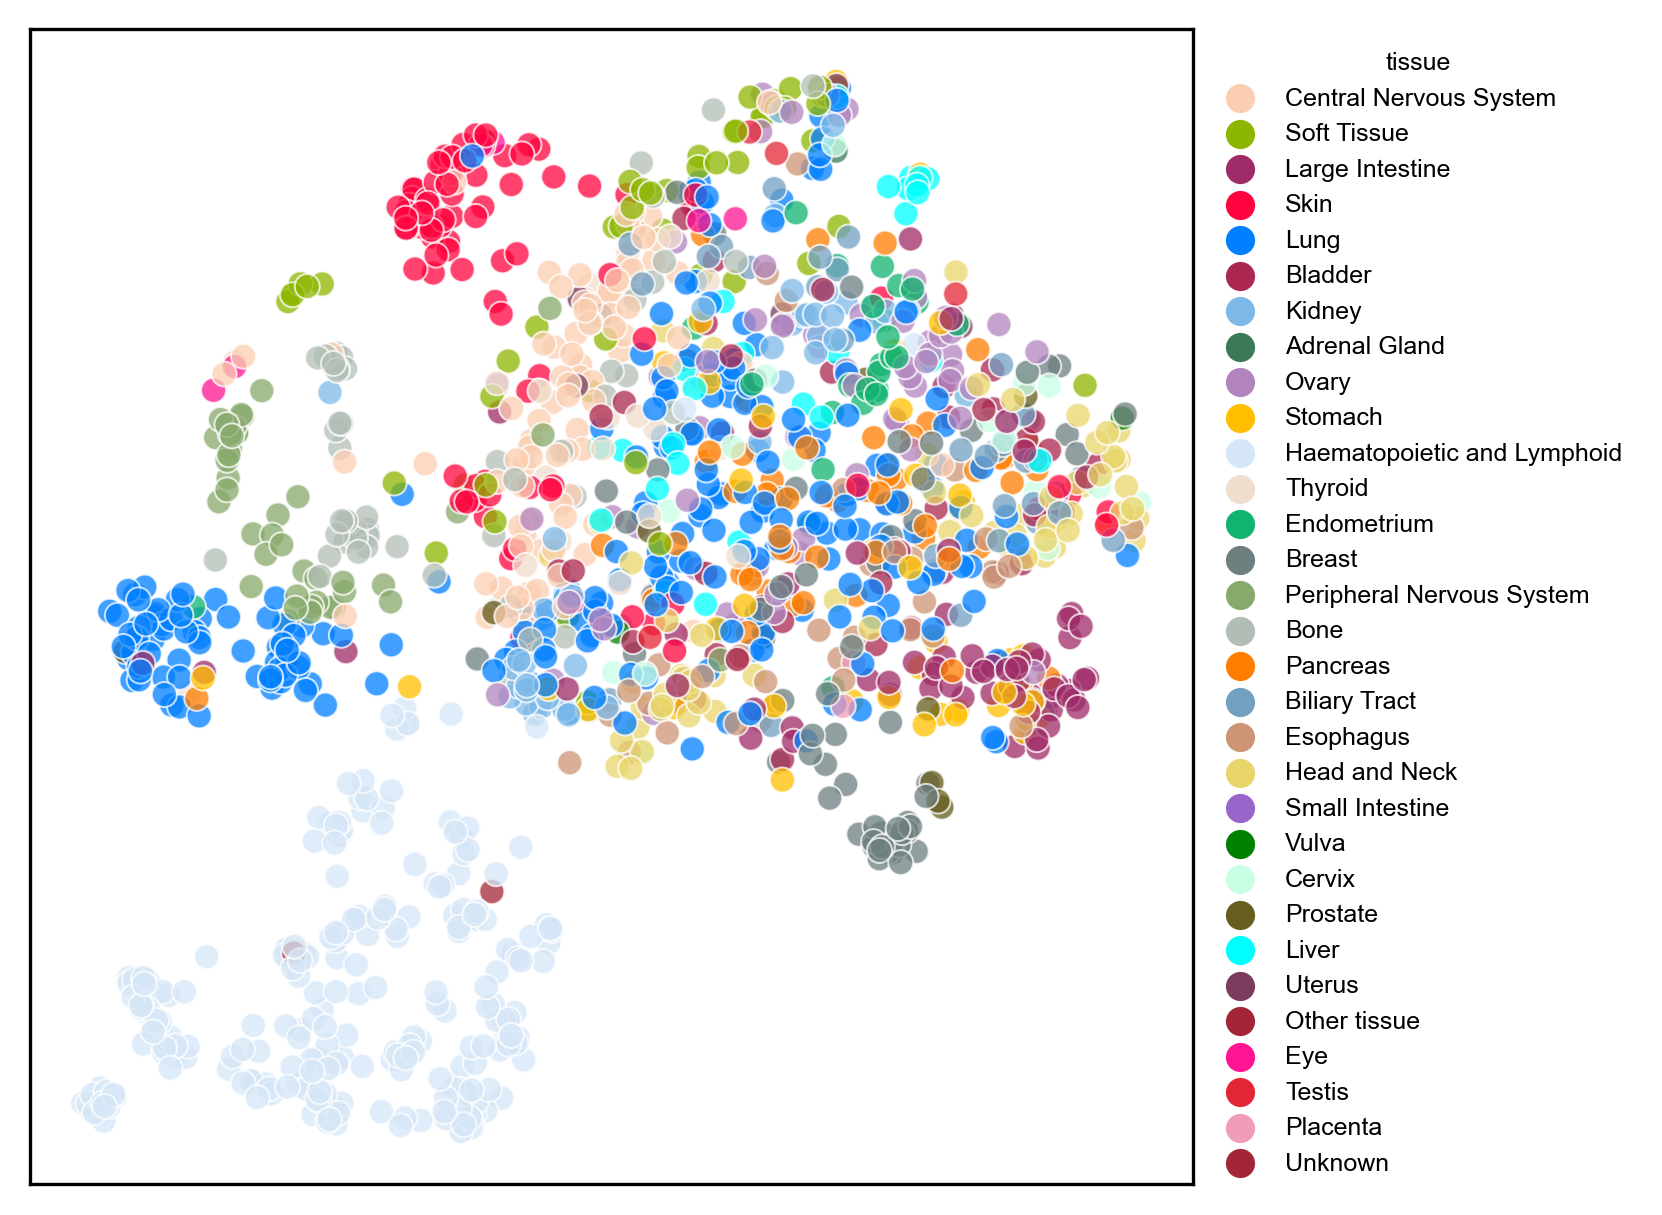 tissue
Central Nervous System
Soft Tissue
Large Intestine
Skin
Lung
Bladder
Kidney
Adrenal Gland
Ovary
Stomach
Haematopoietic and Lymphoid
Thyroid
Endometrium
Breast
Peripheral Nervous System
Bone
Pancreas
Biliary Tract
Esophagus
Head and Neck
Small Intestine
Vulva
Cervix
Prostate
Liver
Uterus
Other tissue
Eye
Testis
Placenta
Unknown